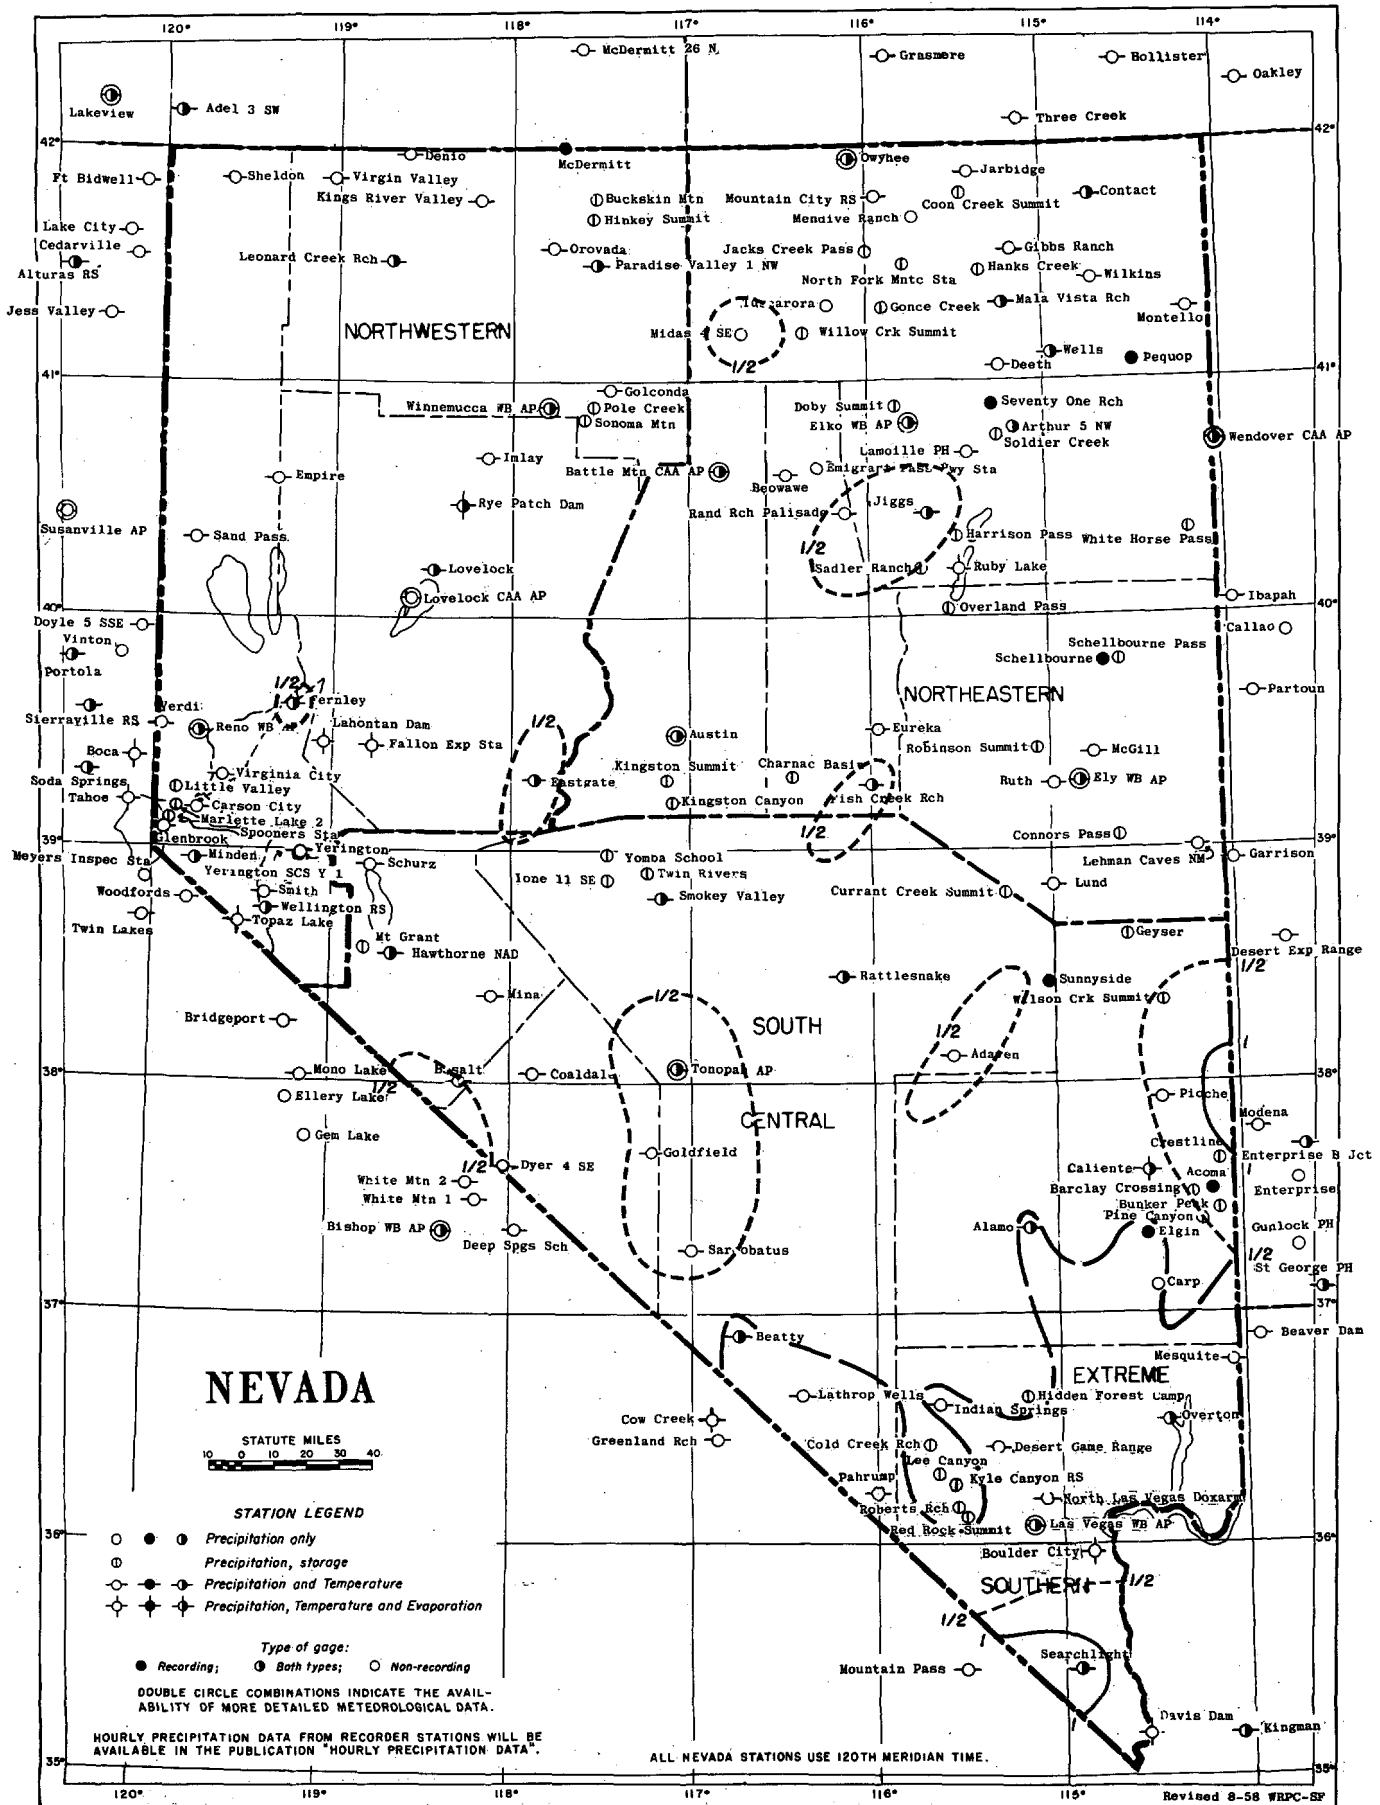 120° 119° 118° 117° 116° 115° 114°
McDermitt 26 N
Grasmere
Hollister
Oakley
Lakeview
Adel 3 SW
Three Creek
42°
42°
Denio
McDermitt
Owyhee
Jarbidge
Ft Bidwell
Sheldon
Virgin Valley
Kings River Valley
Buckskin Mtn
Mountain City RS
Coon Creek Summit
Contact
Hinkey Summit
Mendive Ranch
Lake City
Cedarville
Orovada
Jacks Creek Pass
Gibbs Ranch
Alturas RS
Leonard Creek Rch
Paradise Valley 1 NW
North Fork Mntc Sta
Hanks Creek
Wilkins
Jess Valley
Tuscarora
Gonce Creek
Mala Vista Rch
Montello
NORTHWESTERN
Midas 4 SE
Willow Crk Summit
1/2
Wells
Pequop
Deeth
41°
41°
Golconda
Winnemucca WB AP
Pole Creek
Sonoma Mtn
Doby Summit
Seventy One Rch
Elko WB AP
Arthur 5 NW
Soldier Creek
Wendover CAA AP
Imlay
Lamoille PH
Empire
Battle Mtn CAA AP
Emigrant Pass Hwy Sta
Beowawe
Susanville AP
Rye Patch Dam
Rand Rch Palisade
Jiggs
Sand Pass
1/2
Harrison Pass
White Horse Pass
Lovelock
Sadler Ranch
Ruby Lake
Lovelock CAA AP
Ibapah
40°
40°
Overland Pass
Doyle 5 SSE
Callao
Vinton
Schellbourne Pass
Portola
Schellbourne
1/2
NORTHEASTERN
Partoun
Fernley
Sierraville RS
Verdi
Reno WB AP
Lahontan Dam
1/2
Austin
Eureka
Fallon Exp Sta
Robinson Summit
McGill
Boca
Kingston Summit
Charnac Basin
Virginia City
Eastgate
Ruth
Ely WB AP
Soda Springs
Little Valley
Tahoe
Carson City
Kingston Canyon
Fish Creek Rch
Marlette Lake 2
Spooners Sta
1/2
Connors Pass
39°
39°
Glenbrook
Yerington
Lehman Caves NM
Garrison
Meyers Inspec Sta
Minden
Schurz
Yomba School
Yerington SCS Y 1
Twin Rivers
Ione 11 SE
Lund
Woodfords
Smith
Smokey Valley
Currant Creek Summit
Wellington RS
Twin Lakes
Topaz Lake
Mt Grant
Geyser
Hawthorne NAD
Desert Exp Range
1/2
Rattlesnake
Sunnyside
Mina
1/2
Wilson Crk Summit
Bridgeport
SOUTH
1/2
1
Adaven
38°
38°
Mono Lake
Basalt
Coaldale
Tonopah AP
1/2
Ellery Lake
Pioche
Modena
Gem Lake
CENTRAL
Crestline
Goldfield
Enterprise B Jct
1/2
Dyer 4 SE
Caliente
Acoma
White Mtn 2
Barclay Crossing
Enterprise
White Mtn 1
Bunker Peak
Pine Canyon
Bishop WB AP
Alamo
Elgin
Gunlock PH
Deep Spgs Sch
Sarcobatus
1/2
St George PH
Carp
37°
37°
Beatty
Beaver Dam
Mesquite
NEVADA
EXTREME
Lathrop Wells
Hidden Forest Camp
Indian Springs
Overton
Cow Creek
STATUTE MILES
Greenland Rch
Cold Creek Rch
Desert Game Range
10 0 10 20 30 40
Lee Canyon
Pahrump
Kyle Canyon RS
North Las Vegas Doxarm
Roberts Rch
Red Rock Summit
Las Vegas WB AP
36°
36°
Boulder City
SOUTHERN
1/2
1/2
Searchlight
Mountain Pass
Davis Dam
Kingman
35°
35°
STATION LEGEND
Precipitation only
Precipitation, storage
Precipitation and Temperature
Precipitation, Temperature and Evaporation
Type of gage:
Recording; Both types; Non-recording
DOUBLE CIRCLE COMBINATIONS INDICATE THE AVAIL-
ABILITY OF MORE DETAILED METEOROLOGICAL DATA.
HOURLY PRECIPITATION DATA FROM RECORDER STATIONS WILL BE
AVAILABLE IN THE PUBLICATION "HOURLY PRECIPITATION DATA".
ALL NEVADA STATIONS USE 120TH MERIDIAN TIME.
120° 119° 118° 117° 116° 115°
Revised 8-58 WRPC-SF